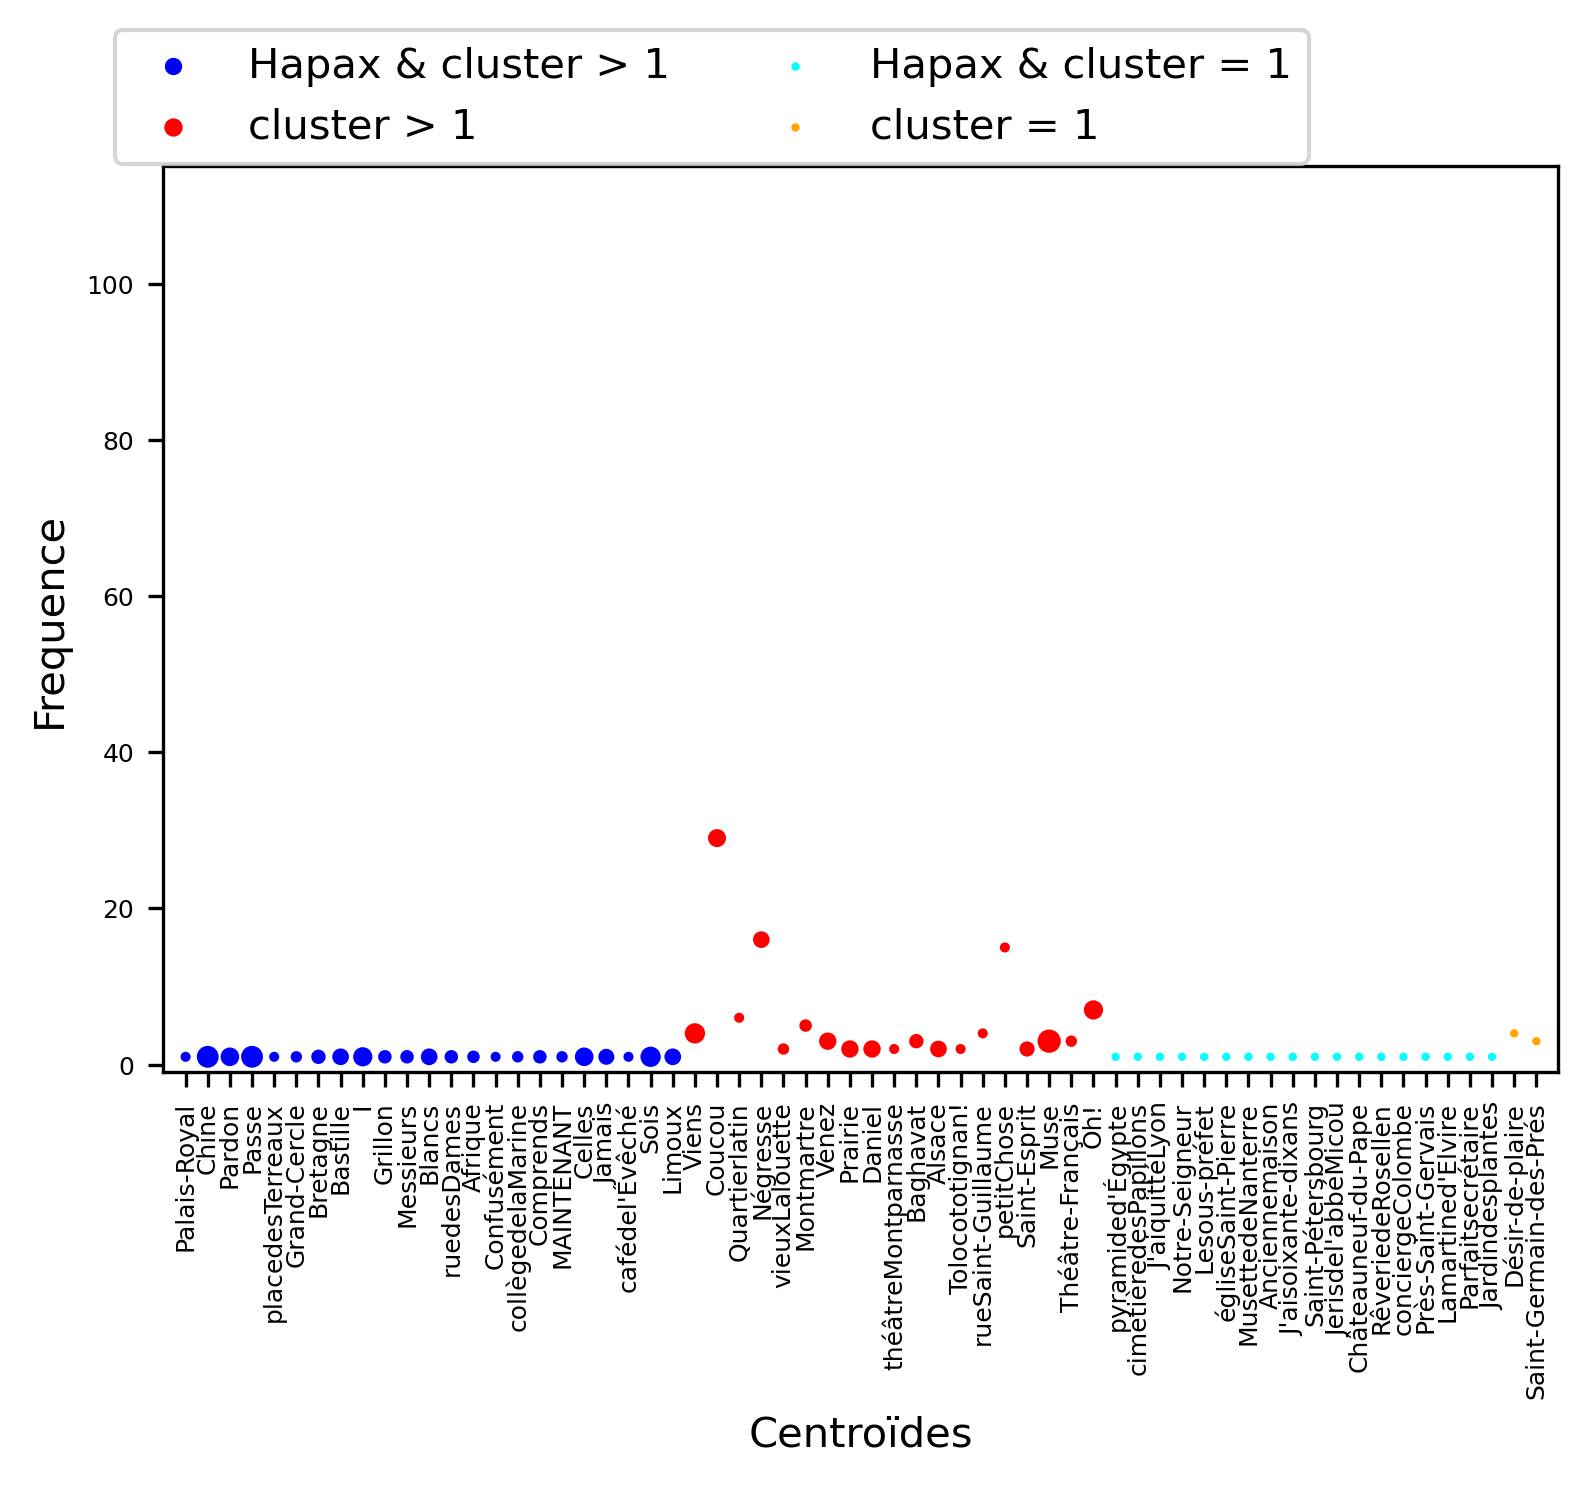 Hapax & cluster > 1
Hapax & cluster = 1
cluster > 1
cluster = 1
100
80
60
40
20
0
Frequence
Palais-Royal
Chne
Pardon
Passe
placedesTerreaux
Grand-Cercle
Bretagne
Bastille
I
Grillon
Messieurs
Blancs
ruedesDames
Afrique
Confusément
collègedelaMarine
Comprends
MAINTENANT
Celles
Jamais
cafédel'Évêché
Sois
Limoux
Viens
Coucou
Quartierlatin
Négresse
vieuxLalouette
Montmartre
Venez
Prairie
Daniel
théâtreMontparnasse
Baghavat
Alsace
Tolocototignan!
rueSaint-Guillaume
petitChose
Saint-Esprit
Muse
Théâtre-Français
Oh!
pyramided'Égypte
cimetièredesPapillons
J'aiquittéLyon
Notre-Seigneur
Lesous-préfet
égliseSaint-Pierre
MusettedeNanterre
Anciennemaison
J'aisoixante-dixans
Saint-Pétersbourg
Jerisdel'abbéMicou
Châteauneuf-du-Pape
RêveriedeRosellen
conciergeColombe
Près-Saint-Gervais
Lamartined'Elvire
Parfaitsecrétaire
Jardindesplantes
Désir-de-plaire
Saint-Germain-des-Prés
Centroïdes